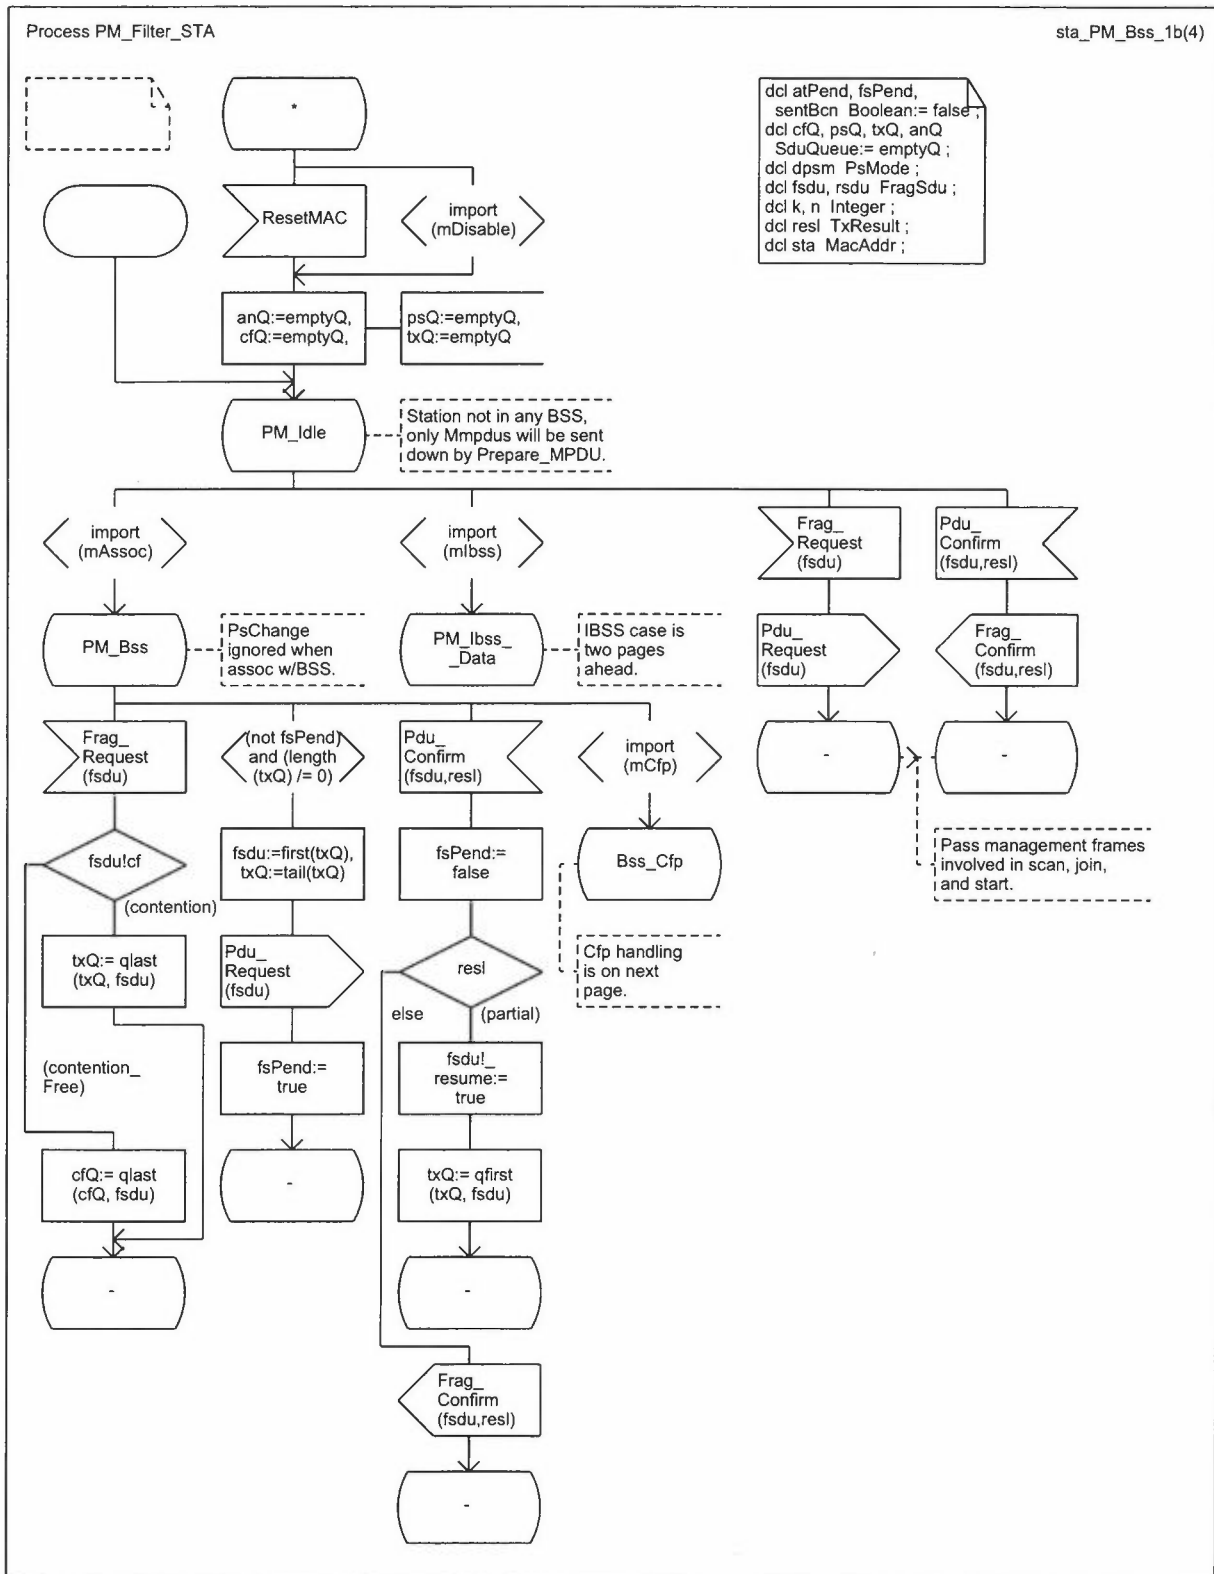 Process PM_Filter_STA
sta_PM_Bss_1b(4)
*
dcl atPend, fsPend,
sentBcn Boolean:= false ;
dcl cfQ, psQ, txQ, anQ
SduQueue:= emptyQ ;
dcl dpsm PsMode ;
dcl fsdu, rsdu FragSdu ;
dcl k, n Integer ;
dcl resl TxResult ;
dcl sta MacAddr ;
ResetMAC
import
(mDisable)
anQ:=emptyQ,
cfQ:=emptyQ,
psQ:=emptyQ,
txQ:=emptyQ
PM_Idle
Station not in any BSS,
only Mmpdus will be sent
down by Prepare_MPDU.
import
(mAssoc)
import
(mIbss)
Frag_
Request
(fsdu)
Pdu_
Confirm
(fsdu,resl)
PM_Bss
PsChange
ignored when
assoc w/BSS.
PM_Ibss_
_Data
IBSS case is
two pages
ahead.
Pdu_
Request
(fsdu)
Frag_
Confirm
(fsdu,resl)
Frag_
Request
(fsdu)
(not fsPend)
and (length
(txQ) /= 0)
Pdu_
Confirm
(fsdu,resl)
import
(mCfp)
-
-
fsdu!cf
(contention)
fsdu:=first(txQ),
txQ:=tail(txQ)
fsPend:=
false
Bss_Cfp
Pass management frames
involved in scan, join,
and start.
txQ:= qlast
(txQ, fsdu)
Pdu_
Request
(fsdu)
resl
else
(partial)
Cfp handling
is on next
page.
(contention_
Free)
fsPend:=
true
fsdu!_
resume:=
true
cfQ:= qlast
(cfQ, fsdu)
-
txQ:= qfirst
(txQ, fsdu)
-
-
Frag_
Confirm
(fsdu,resl)
-